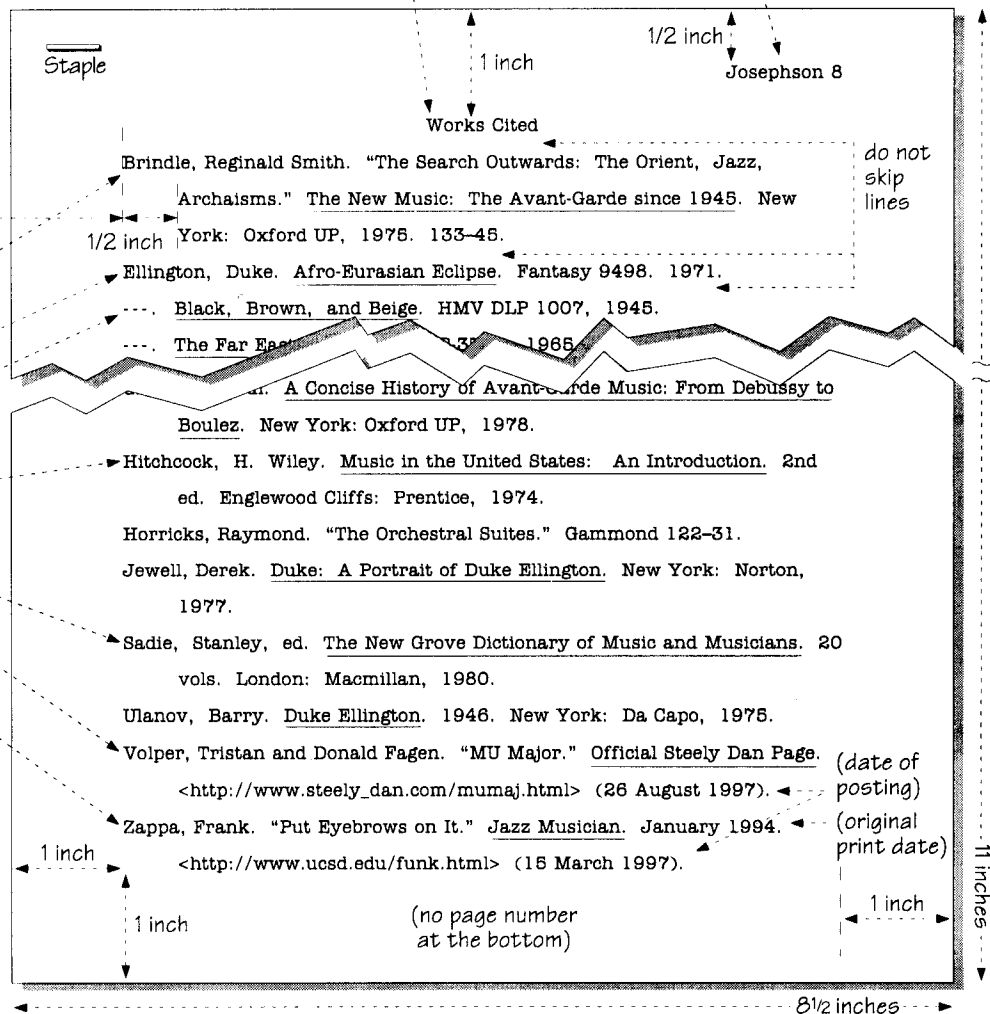 Staple
1 inch
1/2 inch
Josephson 8
Works Cited
do not
skip
lines
Brindle, Reginald Smith. “The Search Outwards: The Orient, Jazz,
Archaisms.” The New Music: The Avant-Garde since 1945. New
1/2 inch
York: Oxford UP, 1975. 133–45.
Ellington, Duke. Afro-Eurasian Eclipse. Fantasy 9498. 1971.
---. Black, Brown, and Beige. HMV DLP 1007, 1945.
---. The Far 1965.
A Concise History of Avant-Garde Music: From Debussy to
Boulez. New York: Oxford UP, 1978.
Hitchcock, H. Wiley. Music in the United States: An Introduction. 2nd
ed. Englewood Cliffs: Prentice, 1974.
Horricks, Raymond. “The Orchestral Suites.” Gammond 122–31.
Jewell, Derek. Duke: A Portrait of Duke Ellington. New York: Norton,
1977.
Sadie, Stanley, ed. The New Grove Dictionary of Music and Musicians. 20
vols. London: Macmillan, 1980.
Ulanov, Barry. Duke Ellington. 1946. New York: Da Capo, 1975.
Volper, Tristan and Donald Fagen. “MU Major.” Official Steely Dan Page.
<http://www.steely_dan.com/mumaj.html> (26 August 1997).
(date of
posting)
Zappa, Frank. “Put Eyebrows on It.” Jazz Musician. January 1994.
<http://www.ucsd.edu/funk.html> (15 March 1997).
(original
print date)
1 inch
1 inch
(no page number
at the bottom)
1 inch
11 inches
8 1/2 inches